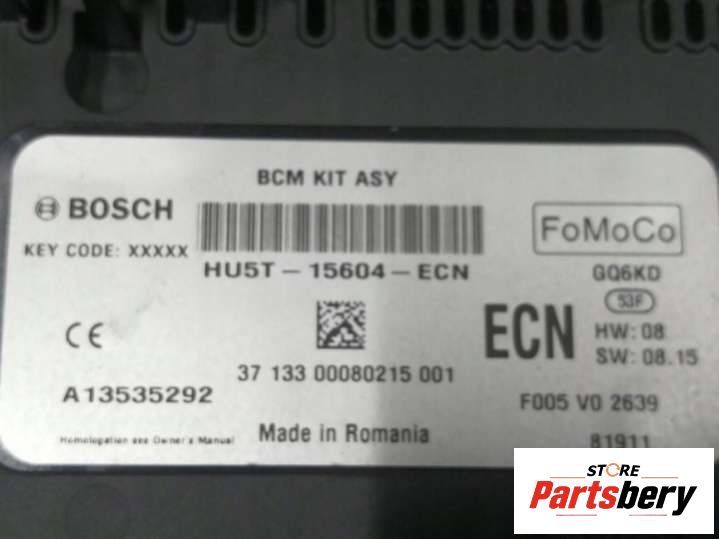 BCM KIT ASY
BOSCH
FoMoCo
KEY CODE: XXXXX
HU5T-15604-ECN
GQ6KD
53F
ECN
HW: 08
SW: 08.15
37 133 00080215 001
A13535292
F005 V0 2639
Homologation see Owner's Manual
Made in Romania
81911
STORE
Partsbery